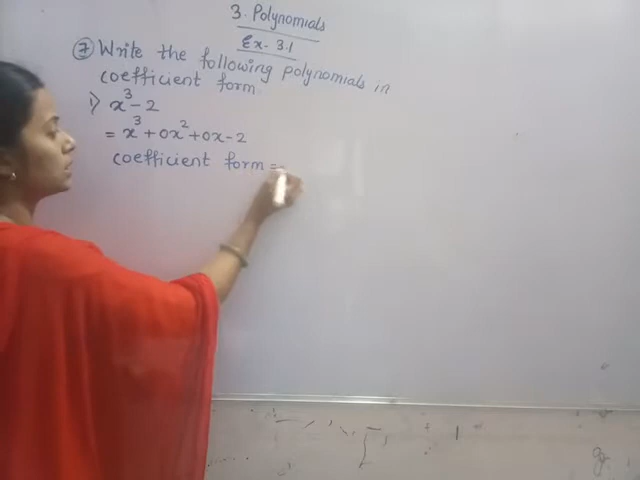 3. Polynomials
Ex- 3.1
⑦ Write the following polynomials in
coefficient form
1) x³ - 2
= x³ + 0x² + 0x - 2
coefficient form =